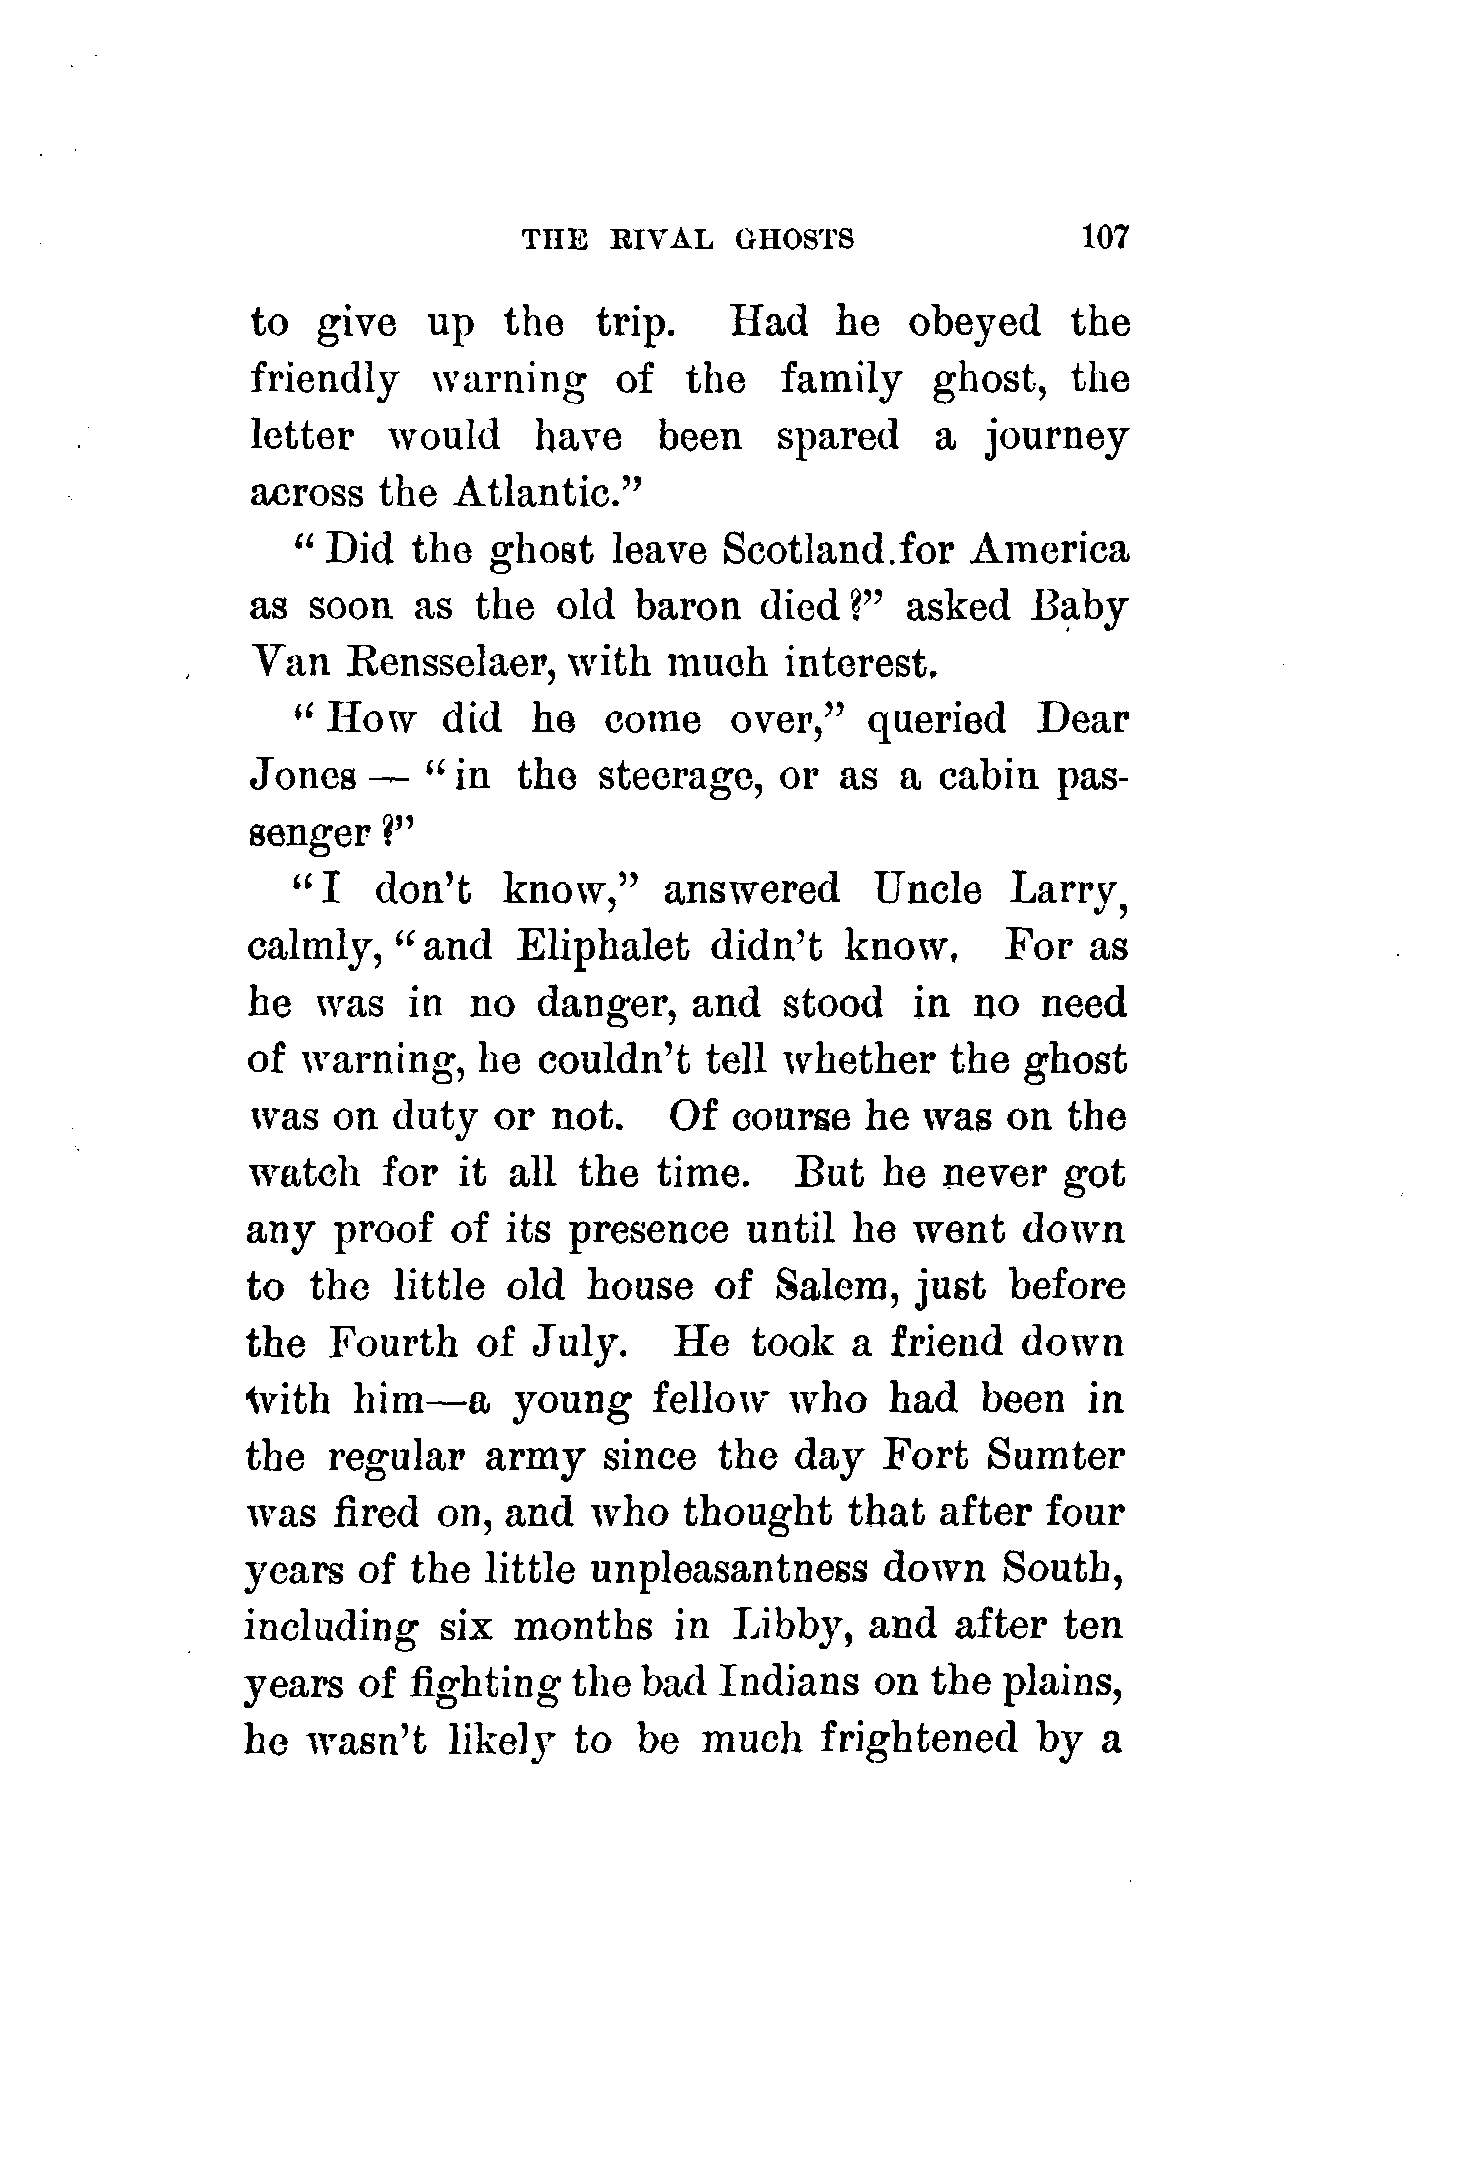 THE RIVAL GHOSTS 107
to give up the trip. Had he obeyed the
friendly warning of the family ghost, the
letter would have been spared a journey
across the Atlantic.”
“ Did the ghost leave Scotland.for America
as soon as the old baron died ?” asked Baby
Van Rensselaer, with much interest.
“ How did he come over,” queried Dear
Jones — “ in the steerage, or as a cabin pas-
senger ?”
“ I don’t know,” answered Uncle Larry,
calmly, “ and Eliphalet didn’t know. For as
he was in no danger, and stood in no need
of warning, he couldn’t tell whether the ghost
was on duty or not. Of course he was on the
watch for it all the time. But he never got
any proof of its presence until he went down
to the little old house of Salem, just before
the Fourth of July. He took a friend down
with him—a young fellow who had been in
the regular army since the day Fort Sumter
was fired on, and who thought that after four
years of the little unpleasantness down South,
including six months in Libby, and after ten
years of fighting the bad Indians on the plains,
he wasn’t likely to be much frightened by a